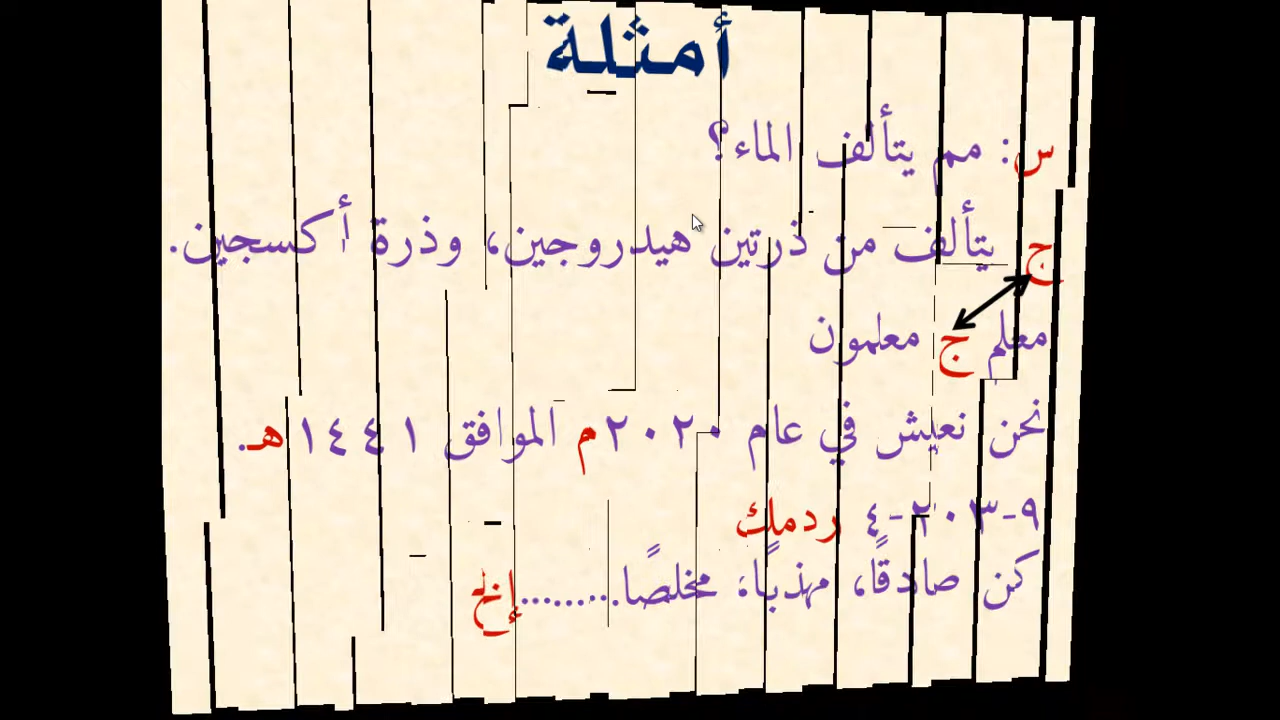 أمثلة
س: مم يتألف الماء؟
ج يتألف من ذرتين هيدروجين، وذرة أكسجين.
معلم ج معلمون
نحن نعيش في عام ٢٠٢٠م الموافق ١٤٤١هـ.
٩-٢٠٣-٤ ردمك
كن صادقًا، مهذبًا، مخلصًا.........إلخ